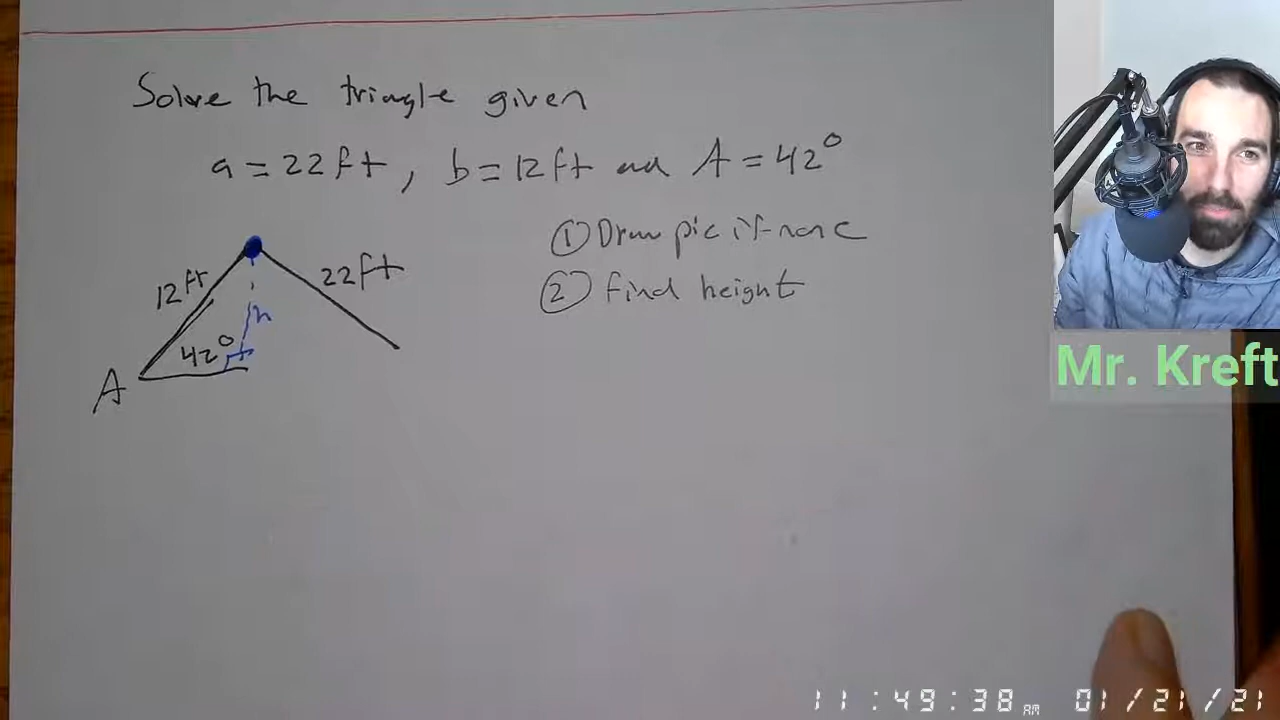 Solve the triangle given
a = 22 ft, b = 12 ft and A = 42°
① Draw pic if none
② Find height
12 ft
22 ft
h
42°
A
Mr. Kreft
11:49:38 AM 01/21/21